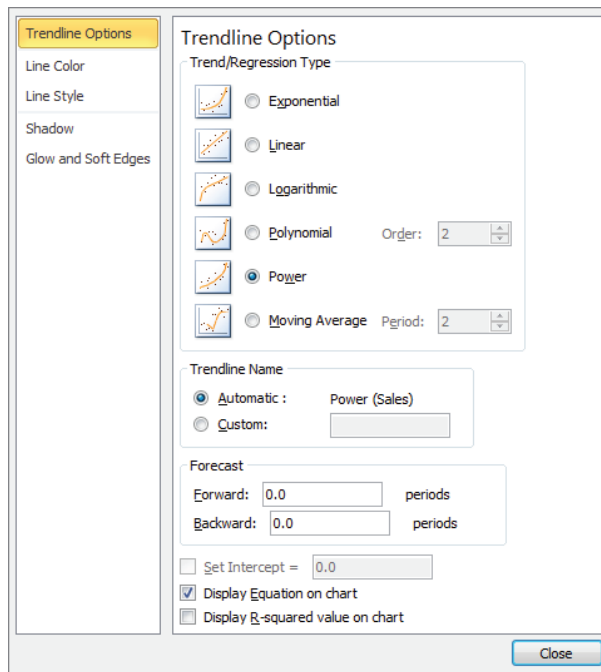 Trendline Options
Line Color
Line Style
Shadow
Glow and Soft Edges
Trendline Options
Trend/Regression Type
Exponential
Linear
Logarithmic
Polynomial Order: 2
Power
Moving Average Period: 2
Trendline Name
Automatic : Power (Sales)
Custom:
Forecast
Forward: 0.0 periods
Backward: 0.0 periods
Set Intercept = 0.0
Display Equation on chart
Display R-squared value on chart
Close